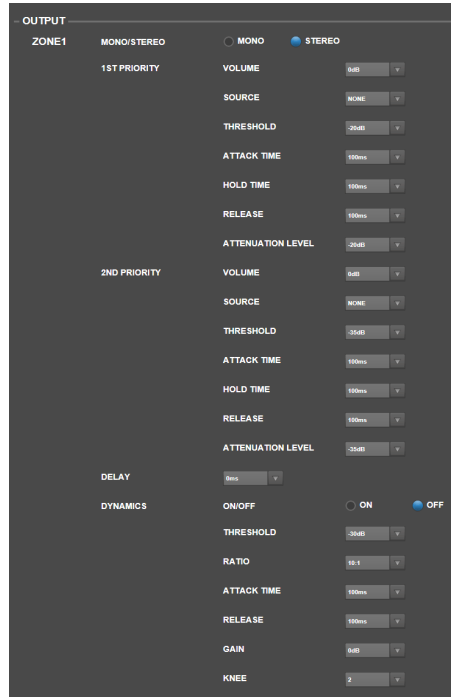 OUTPUT
ZONE1 MONO/STEREO MONO STEREO
1ST PRIORITY VOLUME 0dB
SOURCE NONE
THRESHOLD -20dB
ATTACK TIME 100ms
HOLD TIME 100ms
RELEASE 100ms
ATTENUATION LEVEL -20dB
2ND PRIORITY VOLUME 0dB
SOURCE NONE
THRESHOLD -35dB
ATTACK TIME 100ms
HOLD TIME 100ms
RELEASE 100ms
ATTENUATION LEVEL -35dB
DELAY 0ms
DYNAMICS ON/OFF ON OFF
THRESHOLD -30dB
RATIO 10:1
ATTACK TIME 100ms
RELEASE 100ms
GAIN 0dB
KNEE 2